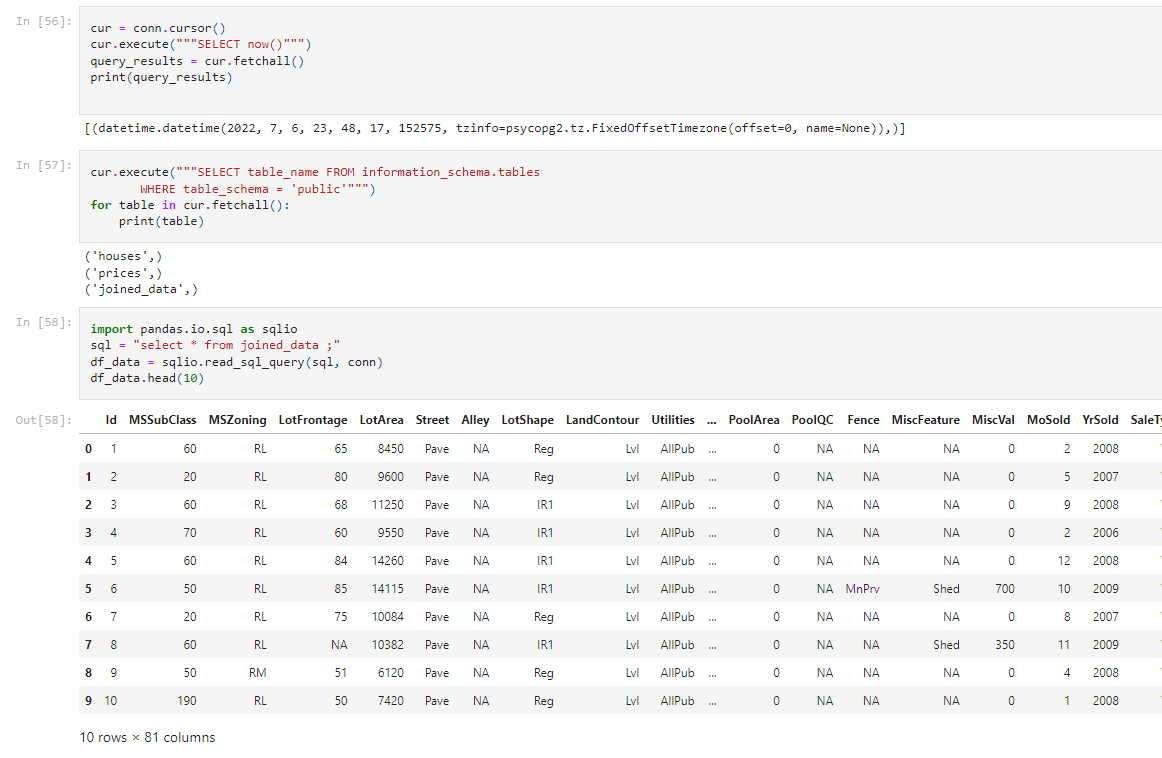 In [56]:
cur = conn.cursor()
cur.execute("""SELECT now()""")
query_results = cur.fetchall()
print(query_results)
[(datetime.datetime(2022, 7, 6, 23, 48, 17, 152575, tzinfo=psycopg2.tz.FixedOffsetTimezone(offset=0, name=None)),)]
In [57]:
cur.execute("""SELECT table_name FROM information_schema.tables
WHERE table_schema = 'public'""")
for table in cur.fetchall():
print(table)
('houses',)
('prices',)
('joined_data',)
In [58]:
import pandas.io.sql as sqlio
sql = "select * from joined_data ;"
df_data = sqlio.read_sql_query(sql, conn)
df_data.head(10)
Out[58]:
Id MSSubClass MSZoning LotFrontage LotArea Street Alley LotShape LandContour Utilities ... PoolArea PoolQC Fence MiscFeature MiscVal MoSold YrSold SaleTy
0 1 60 RL 65 8450 Pave NA Reg Lvl AllPub ... 0 NA NA NA 0 2 2008
1 2 20 RL 80 9600 Pave NA Reg Lvl AllPub ... 0 NA NA NA 0 5 2007
2 3 60 RL 68 11250 Pave NA IR1 Lvl AllPub ... 0 NA NA NA 0 9 2008
3 4 70 RL 60 9550 Pave NA IR1 Lvl AllPub ... 0 NA NA NA 0 2 2006
4 5 60 RL 84 14260 Pave NA IR1 Lvl AllPub ... 0 NA NA NA 0 12 2008
5 6 50 RL 85 14115 Pave NA IR1 Lvl AllPub ... 0 NA MnPrv Shed 700 10 2009
6 7 20 RL 75 10084 Pave NA Reg Lvl AllPub ... 0 NA NA NA 0 8 2007
7 8 60 RL NA 10382 Pave NA IR1 Lvl AllPub ... 0 NA NA Shed 350 11 2009
8 9 50 RM 51 6120 Pave NA Reg Lvl AllPub ... 0 NA NA NA 0 4 2008
9 10 190 RL 50 7420 Pave NA Reg Lvl AllPub ... 0 NA NA NA 0 1 2008
10 rows × 81 columns